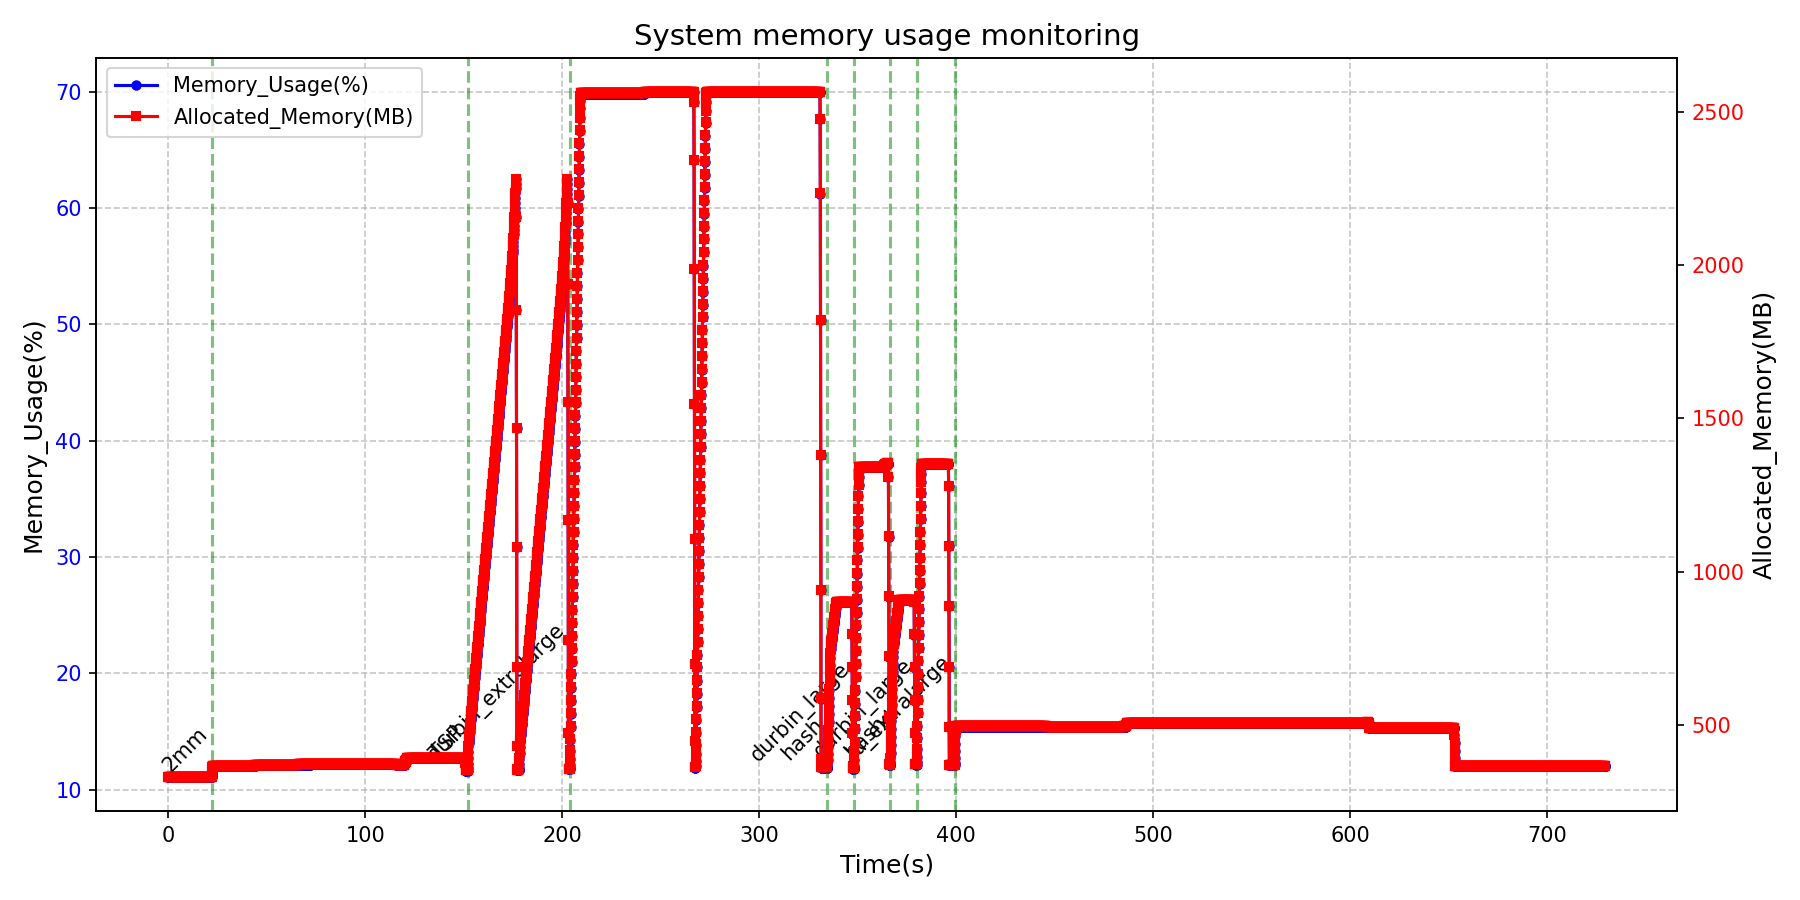 System memory usage monitoring
Memory_Usage(%)
Allocated_Memory(MB)
70
60
50
40
30
20
10
Memory_Usage(%)
2500
2000
1500
1000
500
Allocated_Memory(MB)
2mm
durbin_large
durbin_large
0
100
200
300
400
500
600
700
Time(s)